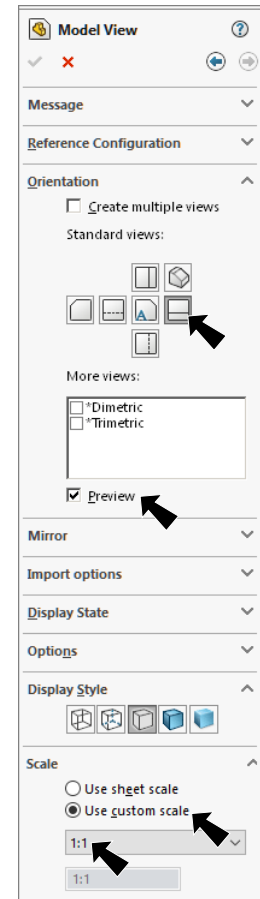 Model View
Message
Reference Configuration
Orientation
Create multiple views
Standard views:
A
More views:
*Dimetric
*Trimetric
Preview
Mirror
Import options
Display State
Options
Display Style
Scale
Use sheet scale
Use custom scale
1:1
1:1